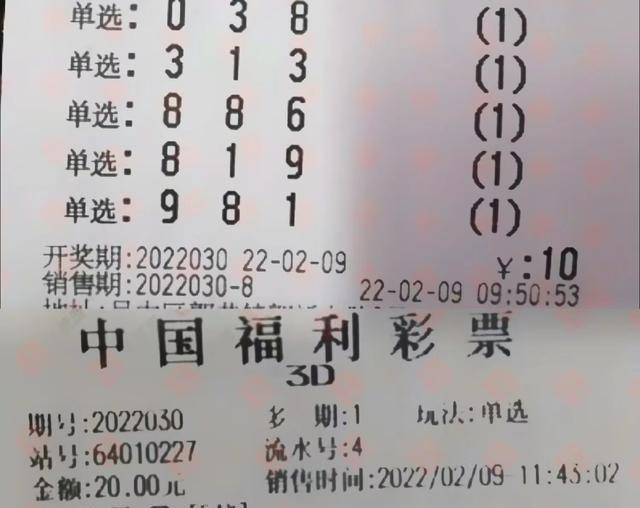 单选: 0 3 8 (1)
单选: 3 1 3 (1)
单选: 8 8 6 (1)
单选: 8 1 9 (1)
单选: 9 8 1 (1)
开奖期:2022030 22-02-09 ¥:10
销售期:2022030-8 22-02-09 09:50:53
中国福利彩票
3D
期号:2022030 多期:1 玩法:单选
站号:64010227 流水号:4
金额:20.00元 销售时间:2022/02/09-11:43:02